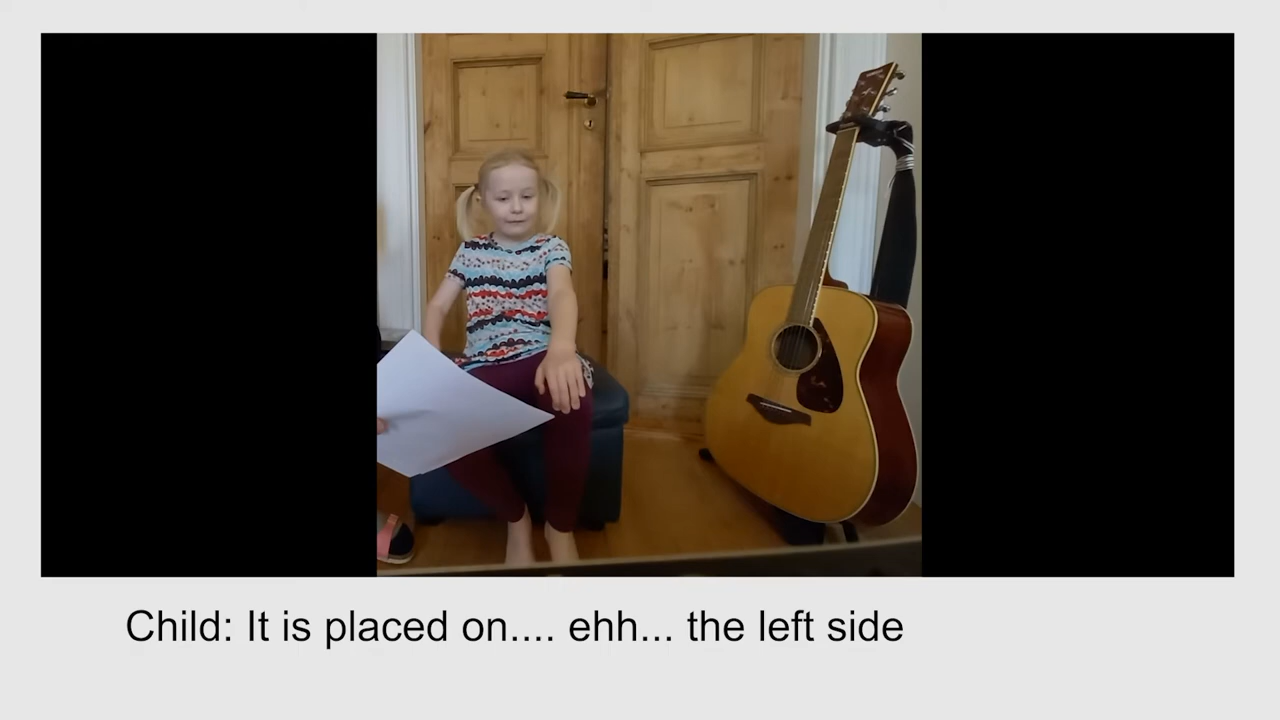 Child: It is placed on.... ehh... the left side